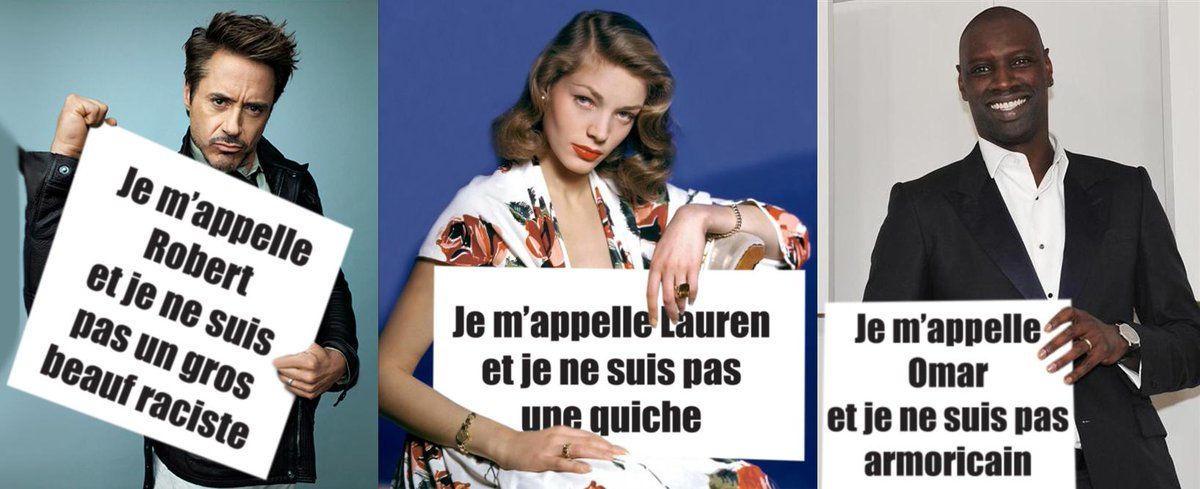 Je m’appelle
Robert
et je ne suis
pas un gros
beauf raciste
Je m’appelle Lauren
et je ne suis pas
une quiche
Je m’appelle
Omar
et je ne suis pas
armoricain